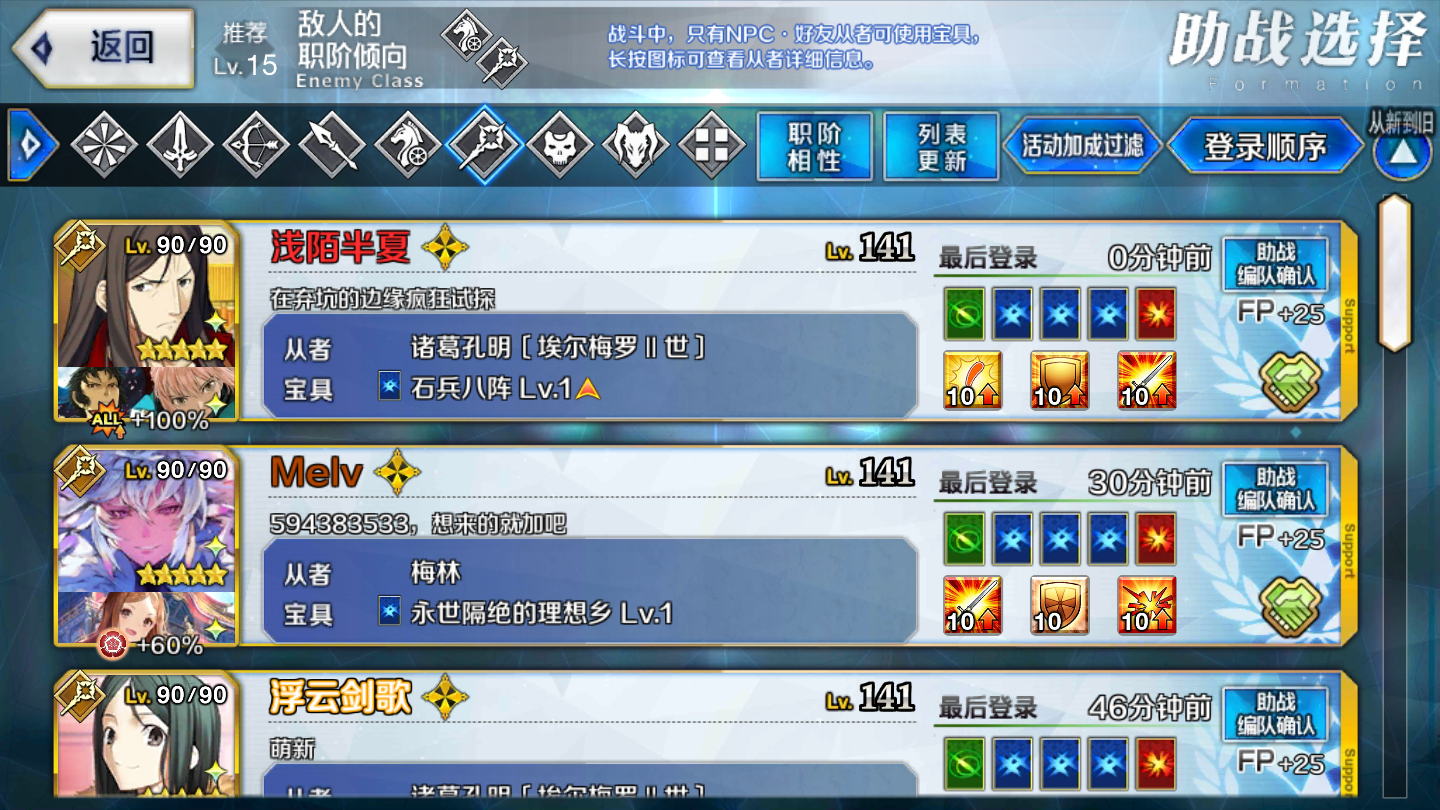 返回
推荐
Lv.15
敌人的
职阶倾向
Enemy Class
战斗中，只有NPC・好友从者可使用宝具，
长按图标可查看从者详细信息。
助战选择
Formation
职阶
相性
列表
更新
活动加成过滤
登录顺序
从新到旧
Lv. 90/90
浅陌半夏
Lv. 141
最后登录 0分钟前
助战
编队确认
在弃坑的边缘疯狂试探
FP+25
Support
从者 诸葛孔明［埃尔梅罗Ⅱ世］
宝具 石兵八阵 Lv.1
10 10 10
ALL +100%
Lv. 90/90
Melv
Lv. 141
最后登录 30分钟前
助战
编队确认
594383533，想来的就加吧
FP+25
Support
从者 梅林
宝具 永世隔绝的理想乡 Lv.1
10 10 10
+60%
Lv. 90/90
浮云剑歌
Lv. 141
最后登录 46分钟前
助战
编队确认
萌新
FP+25
Support
从者 诸葛孔明［埃尔梅罗Ⅱ世］